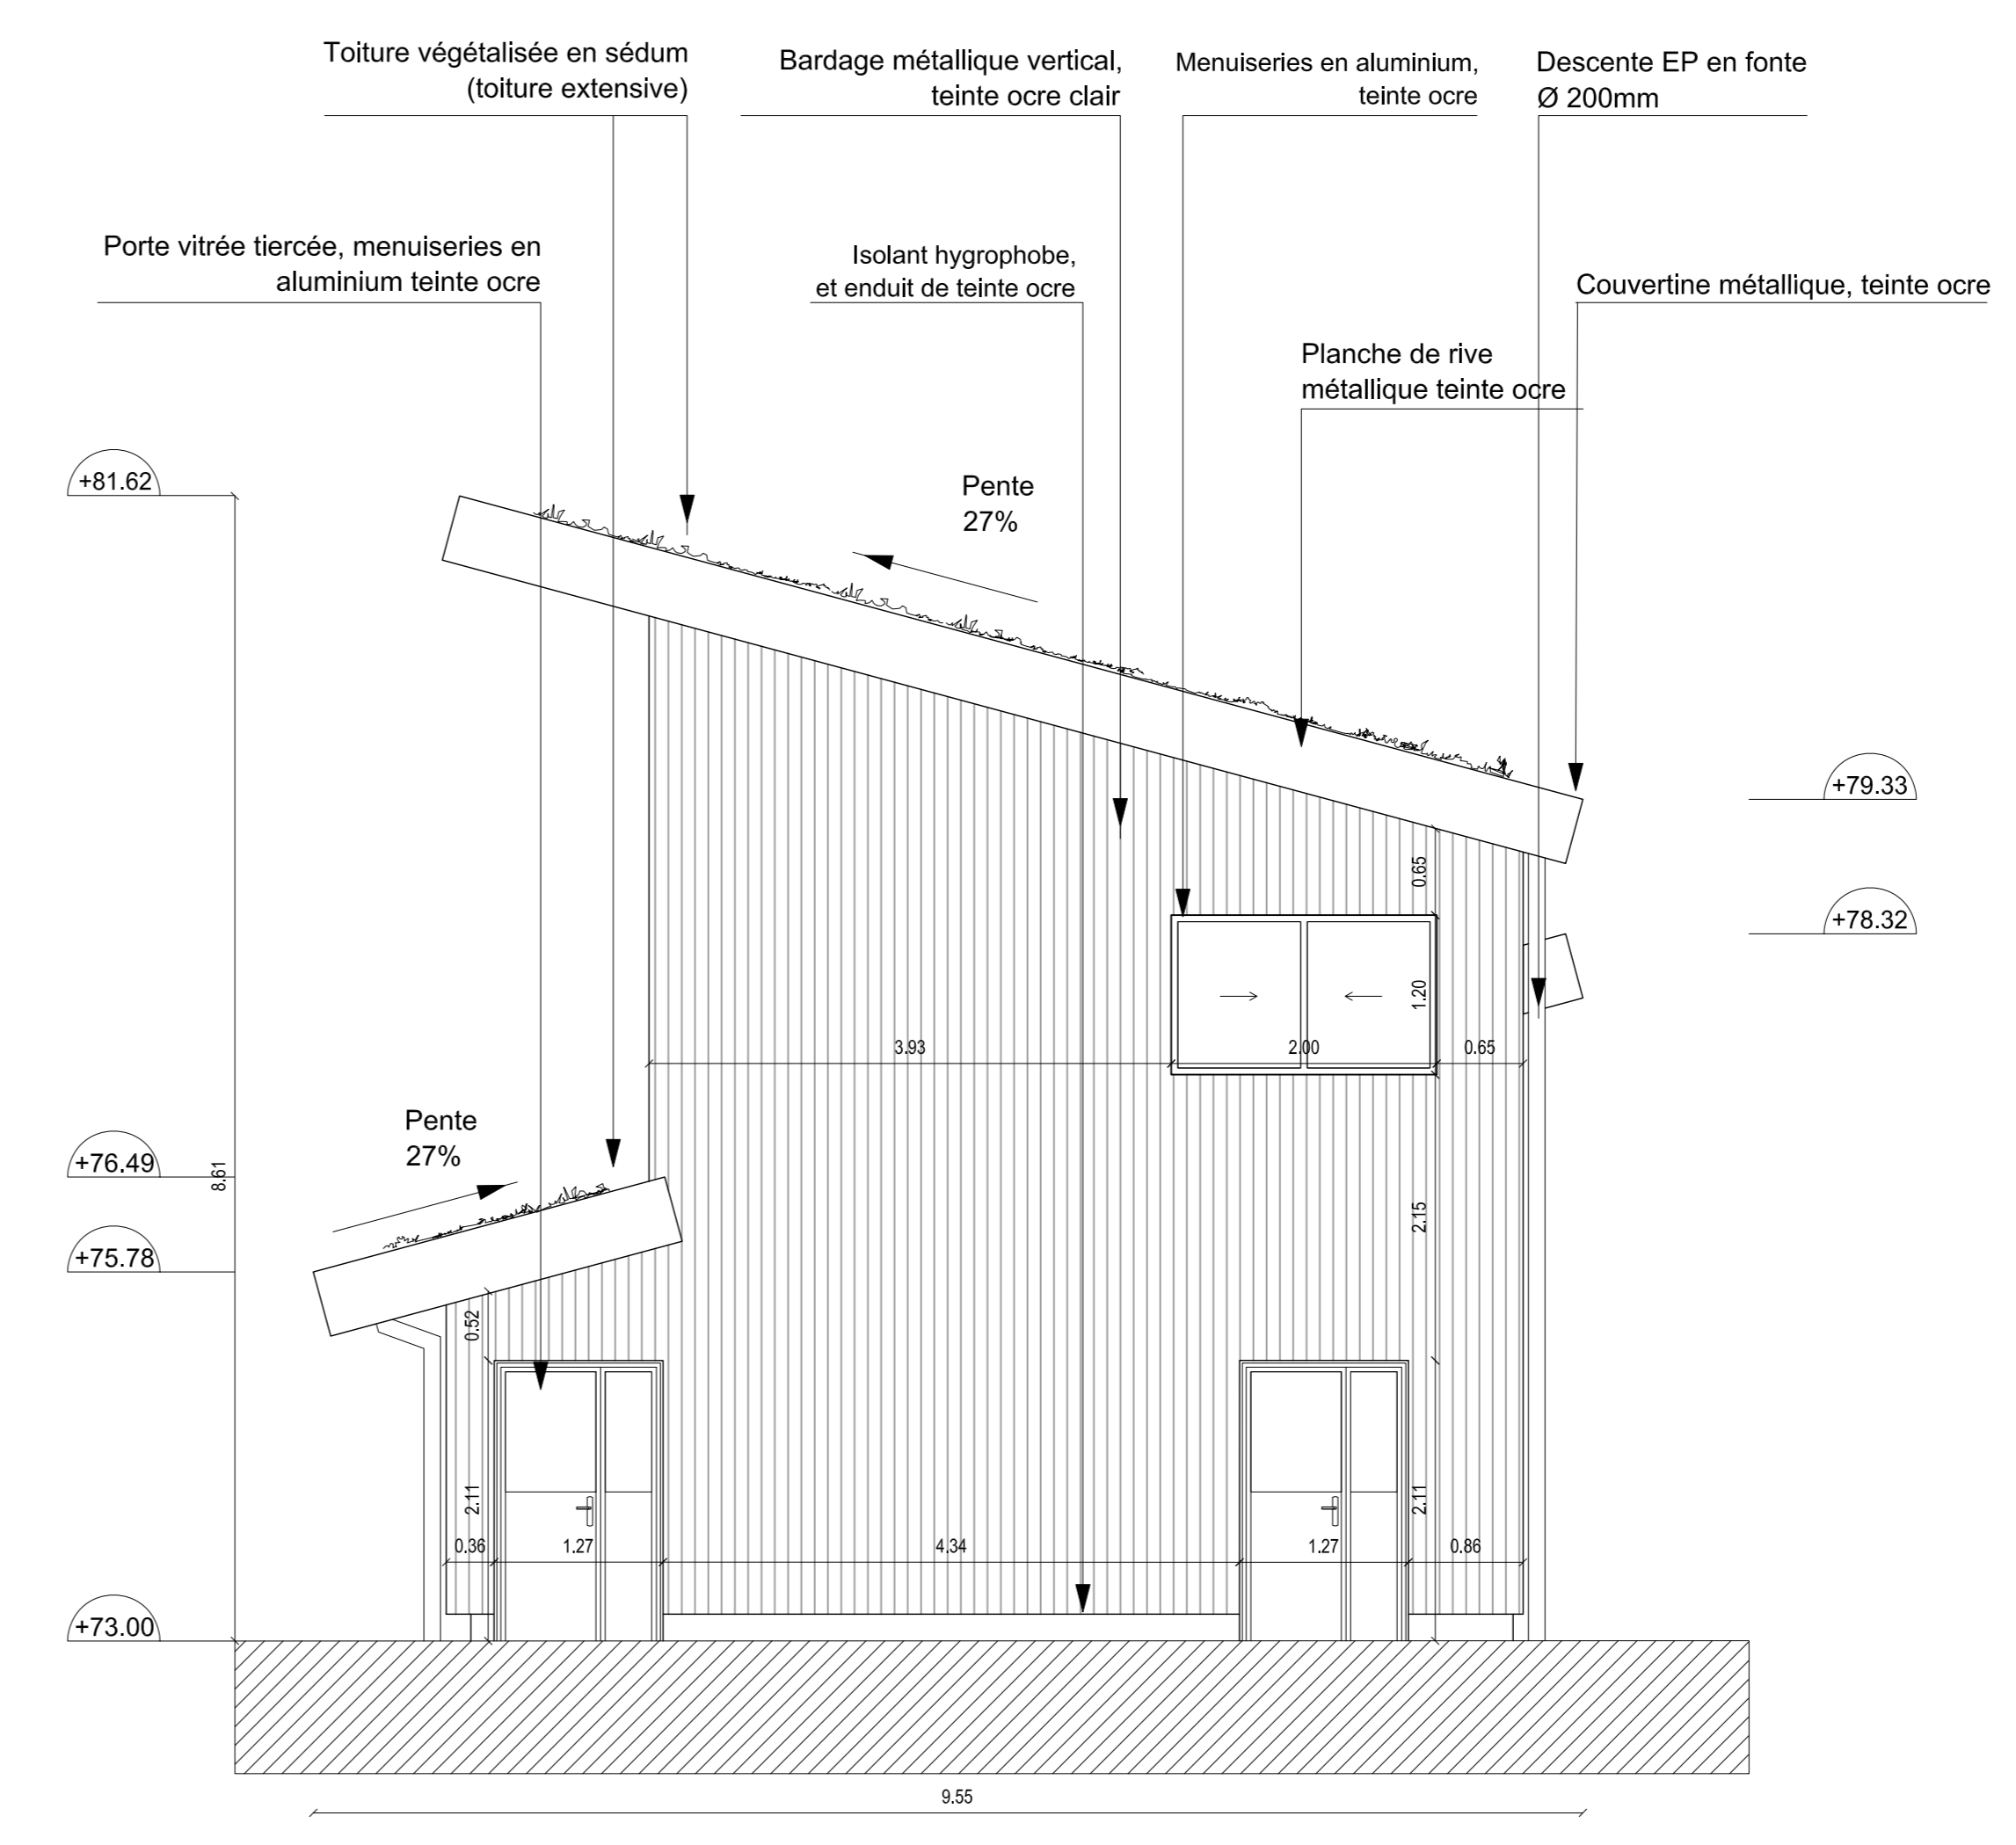 Toiture végétalisée en sédum
(toiture extensive)
Bardage métallique vertical,
teinte ocre clair
Menuiseries en aluminium,
teinte ocre
Descente EP en fonte
Ø 200mm
Porte vitrée tiercée, menuiseries en
aluminium teinte ocre
Isolant hygrophobe,
et enduit de teinte ocre
Couvertine métallique, teinte ocre
Planche de rive
métallique teinte ocre
+81.62
Pente
27%
+79.33
0.65
+78.32
1.20
3.93
2.00
0.65
Pente
27%
+76.49
8.61
2.15
+75.78
0.52
2.11
2.11
0.36
1.27
4.34
1.27
0.86
+73.00
9.55